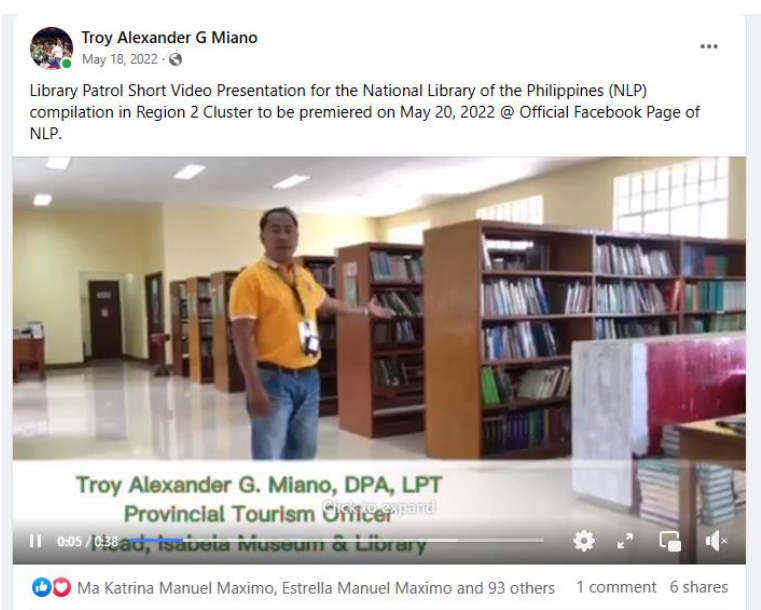 Troy Alexander G Miano
May 18, 2022 ·
Library Patrol Short Video Presentation for the National Library of the Philippines (NLP)
compilation in Region 2 Cluster to be premiered on May 20, 2022 @ Official Facebook Page of
NLP.
Troy Alexander G. Miano, DPA, LPT
Provincial Tourism Officer
Click to expand
Head, Isabela Museum & Library
0:05 / 0:38
Ma Katrina Manuel Maximo, Estrella Manuel Maximo and 93 others 1 comment 6 shares